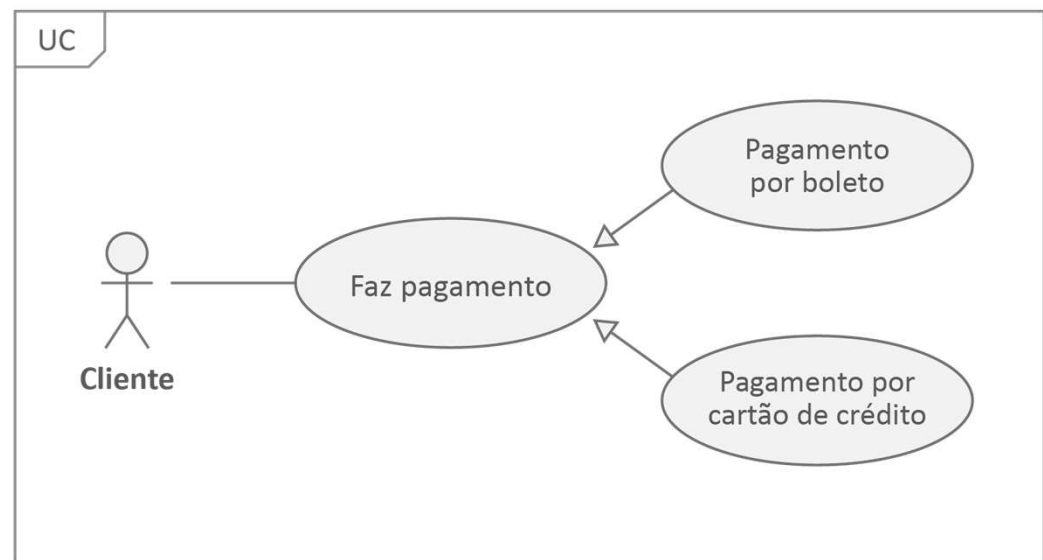 UC
Pagamento
por boleto
Faz pagamento
Cliente
Pagamento por
cartão de crédito